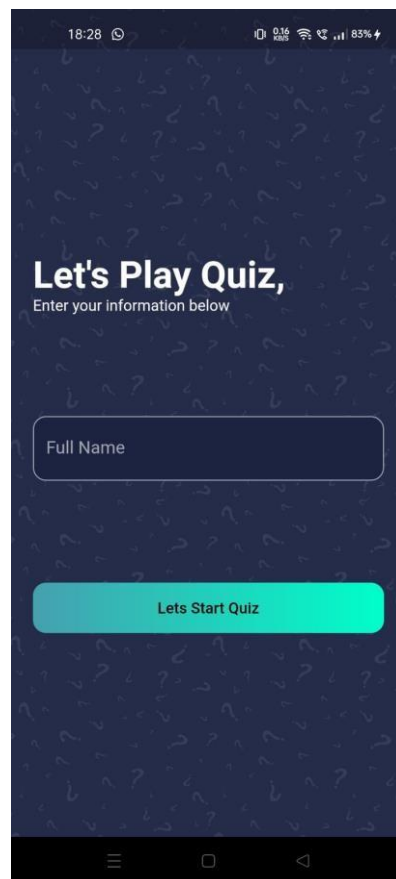 18:28 0.16 KB/S 83%
Let's Play Quiz,
Enter your information below
Full Name
Lets Start Quiz